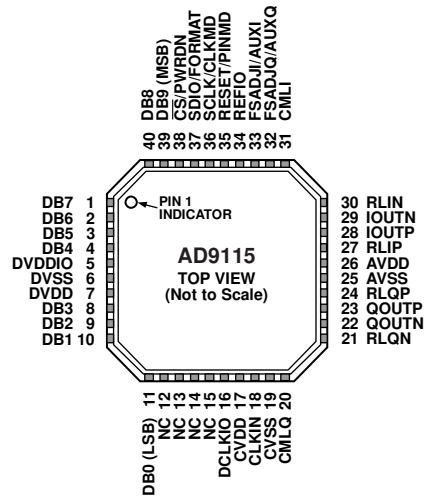 40 DB8
39 DB9 (MSB)
38 CS/PWRDN
37 SDIO/FORMAT
36 SCLK/CLKMD
35 RESET/PINMD
34 REFIO
33 FSADJI/AUXI
32 FSADJQ/AUXQ
31 CMLI
DB7 1
DB6 2
DB5 3
DB4 4
DVDDIO 5
DVSS 6
DVDD 7
DB3 8
DB2 9
DB1 10
PIN 1
INDICATOR
AD9115
TOP VIEW
(Not to Scale)
30 RLIN
29 IOUTN
28 IOUTP
27 RLIP
26 AVDD
25 AVSS
24 RLQP
23 QOUTP
22 QOUTN
21 RLQN
DB0 (LSB) 11
NC 12
NC 13
NC 14
NC 15
DCLKIO 16
CVDD 17
CLKIN 18
CVSS 19
CMLQ 20